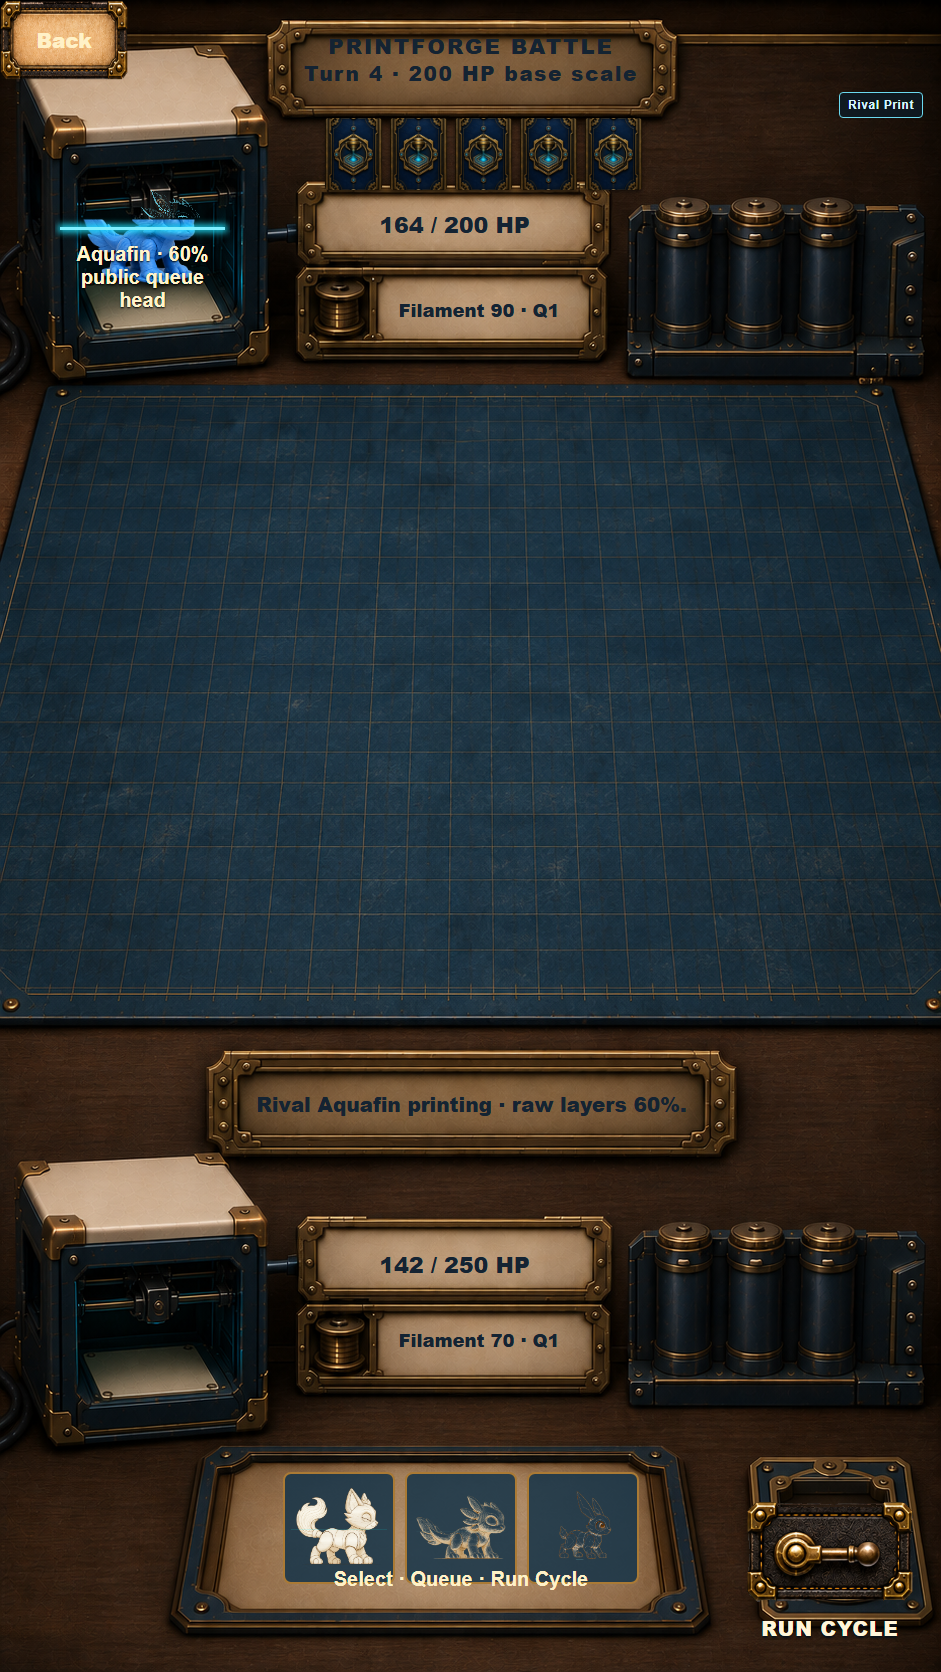 Back
PRINTFORGE BATTLE
Turn 4 · 200 HP base scale
Rival Print
164 / 200 HP
Aquafin · 60%
public queue
head
Filament 90 · Q1
Rival Aquafin printing · raw layers 60%.
142 / 250 HP
Filament 70 · Q1
Select · Queue · Run Cycle
RUN CYCLE